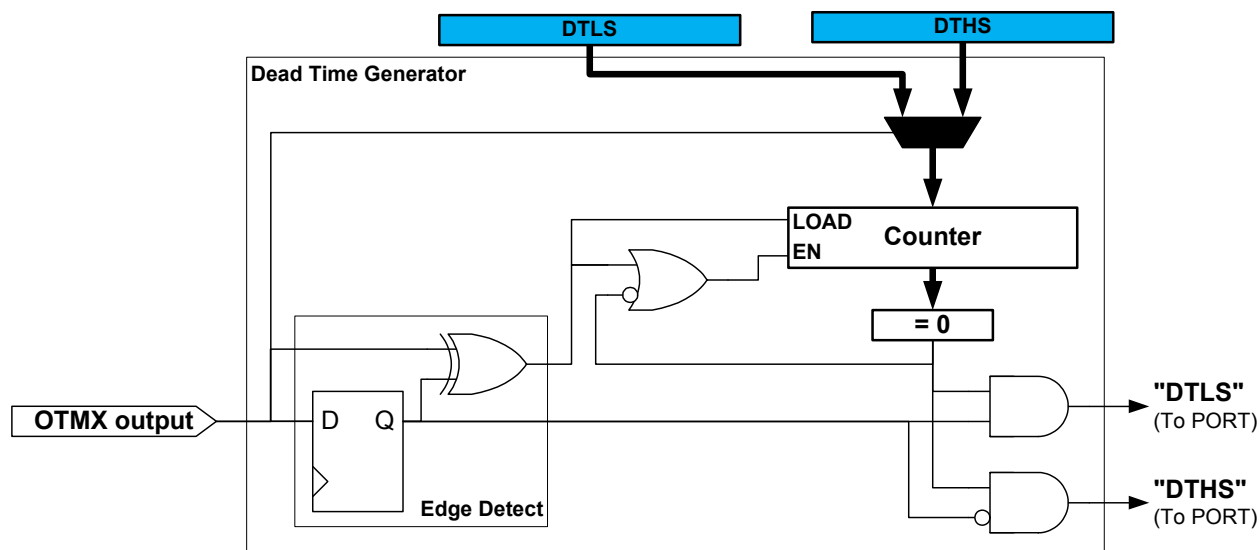 DTLS
DTHS
Dead Time Generator
LOAD
EN
Counter
= 0
OTMX output
D
Q
Edge Detect
"DTLS"
(To PORT)
"DTHS"
(To PORT)